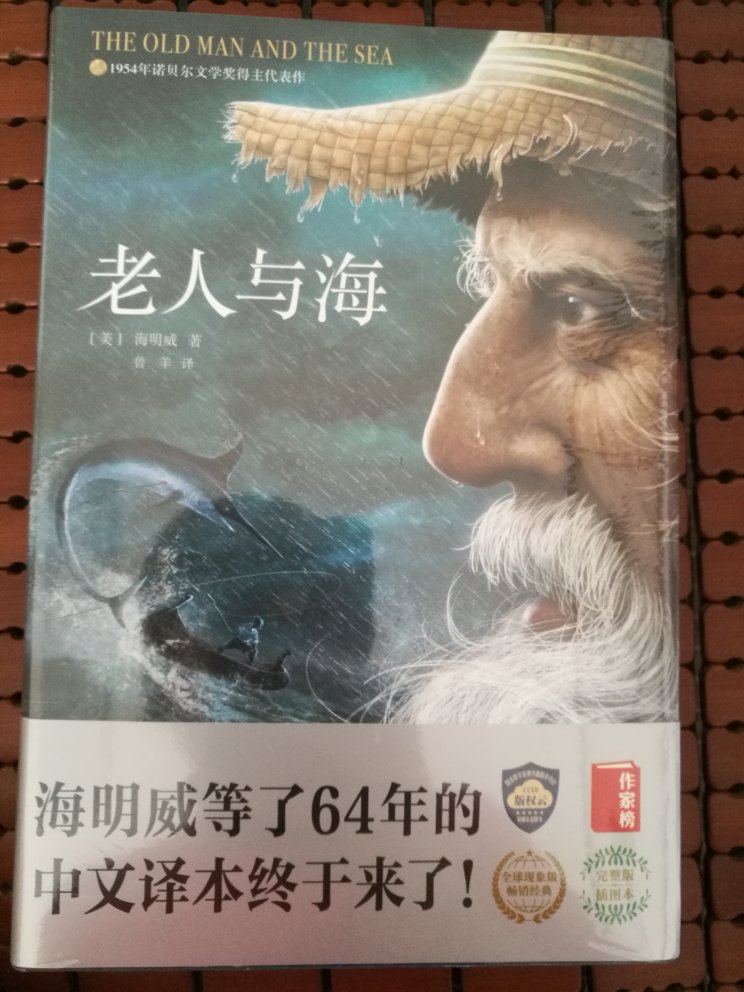 THE OLD MAN AND THE SEA
1954年诺贝尔文学奖得主代表作
老人与海
[美] 海明威 著
鲁羊 译
海明威等了64年的
中文译本终于来了!
版权云
作家榜
全球现象级
畅销经典
完整版
插图本